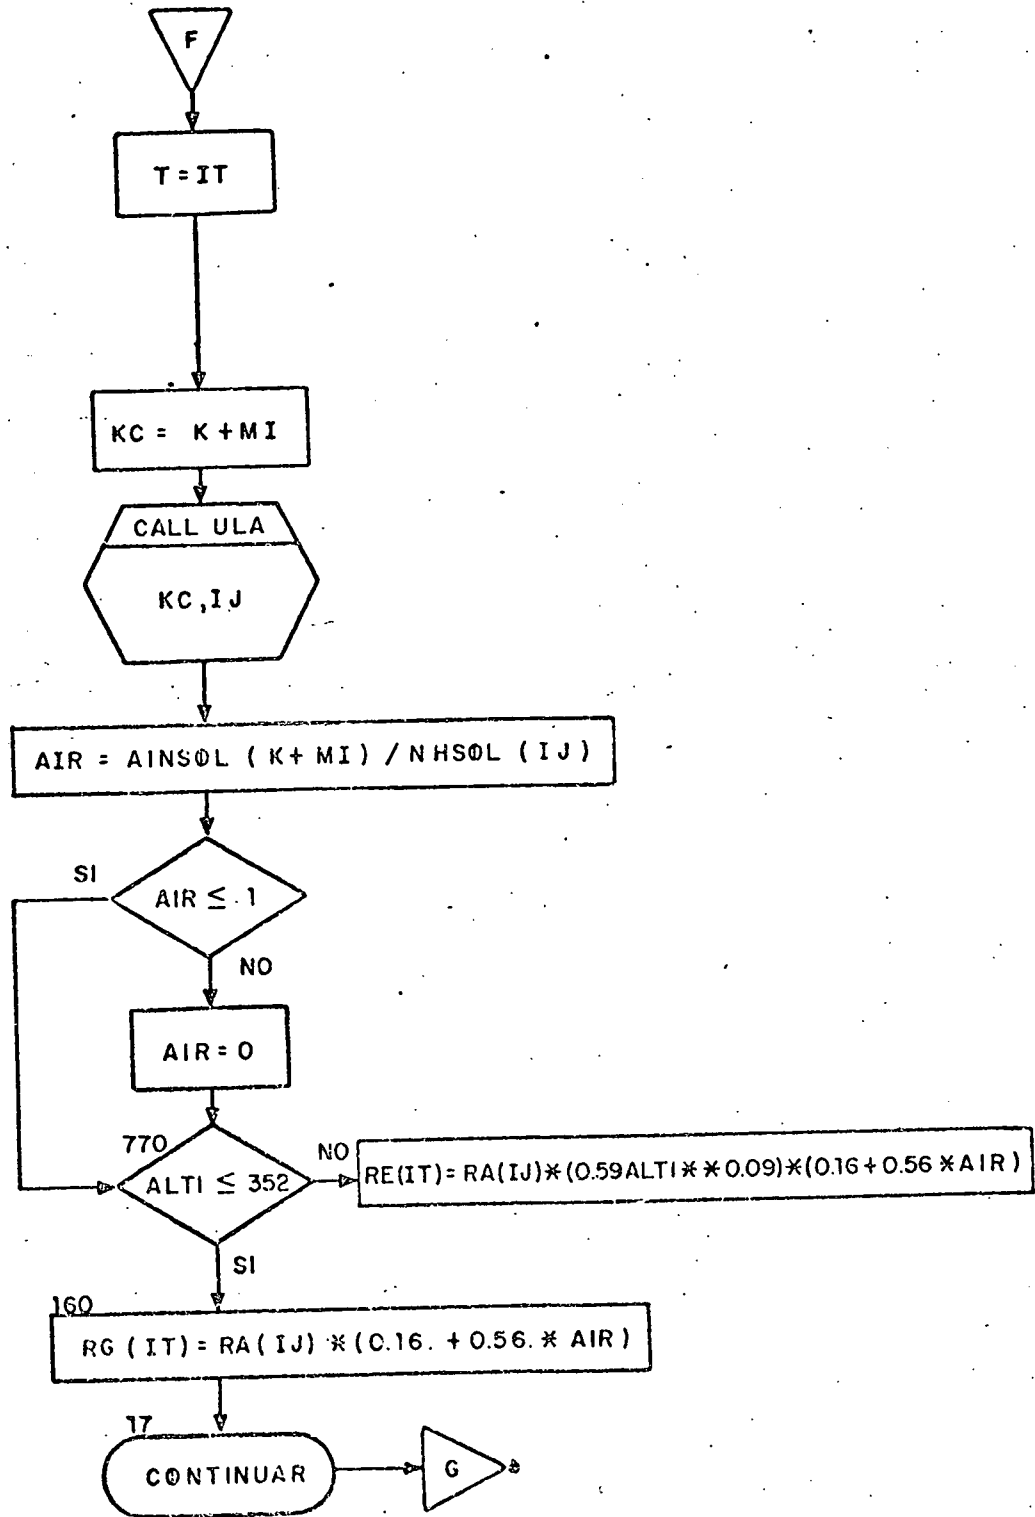 F
T = IT
KC = K + MI
CALL ULA
KC, IJ
AIR = AINSOL ( K + MI ) / NHSOL ( IJ )
SI
AIR ≤ .1
NO
AIR = 0
770
ALTI ≤ 352
NO
RE(IT)= RA(IJ)*(0.59ALTI**0.09)*(0.16+0.56*AIR)
SI
160
RG (IT) = RA(IJ) *(0.16. + 0.56. * AIR)
17
CONTINUAR
G